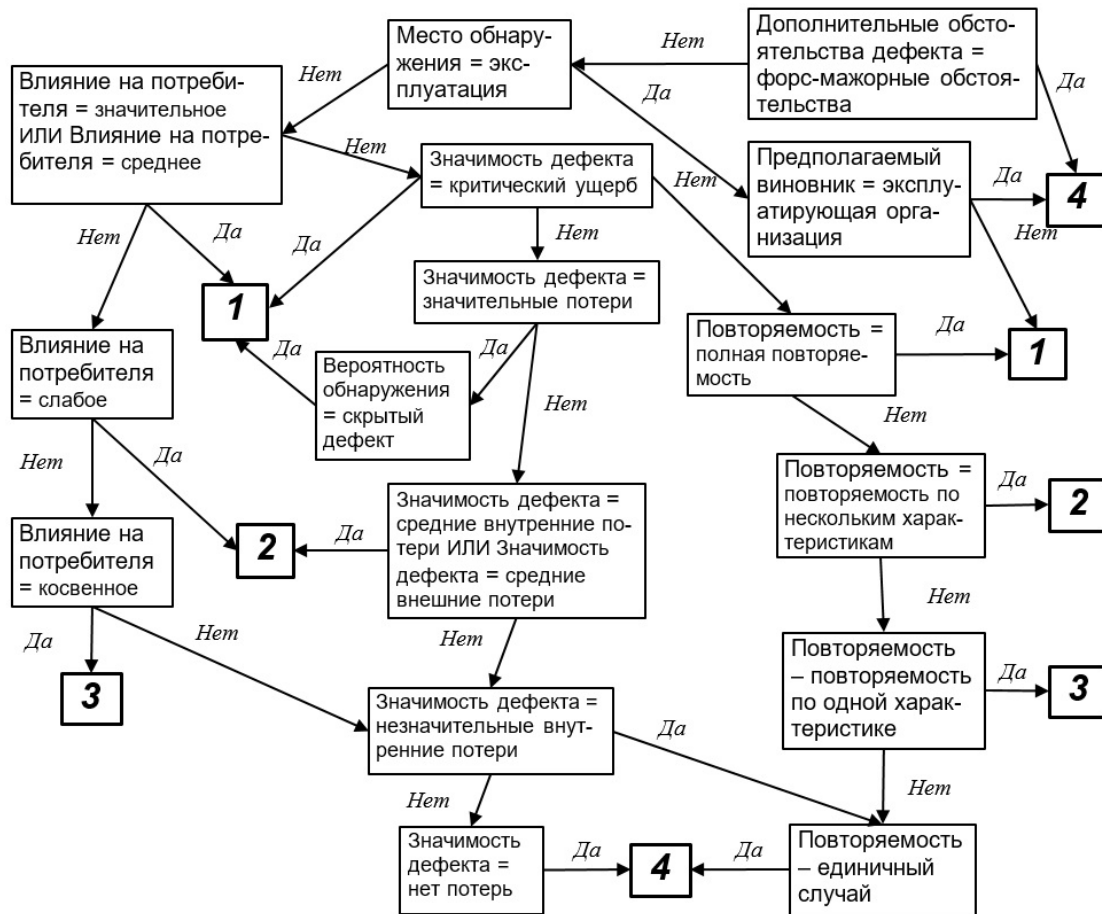 Дополнительные обсто-
ятельства дефекта =
форс-мажорные обстоя-
тельства
Нет
Да
Место обнару-
жения = экс-
плуатация
Нет
Да
Влияние на потреби-
теля = значительное
ИЛИ Влияние на потре-
бителя = среднее
Нет
Нет
Да
Значимость дефекта
= критический ущерб
Да
Нет
Нет
Предполагаемый
виновник = эксплу-
атирующая орга-
низация
Да
Нет
4
1
Значимость дефекта =
значительные потери
Да
Нет
1
Да
Вероятность
обнаружения
= скрытый
дефект
Повторяемость =
полная повторяе-
мость
Да
Нет
Влияние на
потребителя
= слабое
Нет
Да
Значимость дефекта =
средние внутренние по-
тери ИЛИ Значимость
дефекта = средние
внешние потери
Да
Нет
2
Повторяемость =
повторяемость по
нескольким харак-
теристикам
Да
2
Нет
Влияние на
потребителя
= косвенное
Да
Нет
3
Повторяемость
– повторяемость
по одной харак-
теристике
Да
3
Нет
Значимость дефекта =
незначительные внут-
ренние потери
Да
Нет
Значимость
дефекта =
нет потерь
Да
4
Да
Повторяемость
– единичный
случай